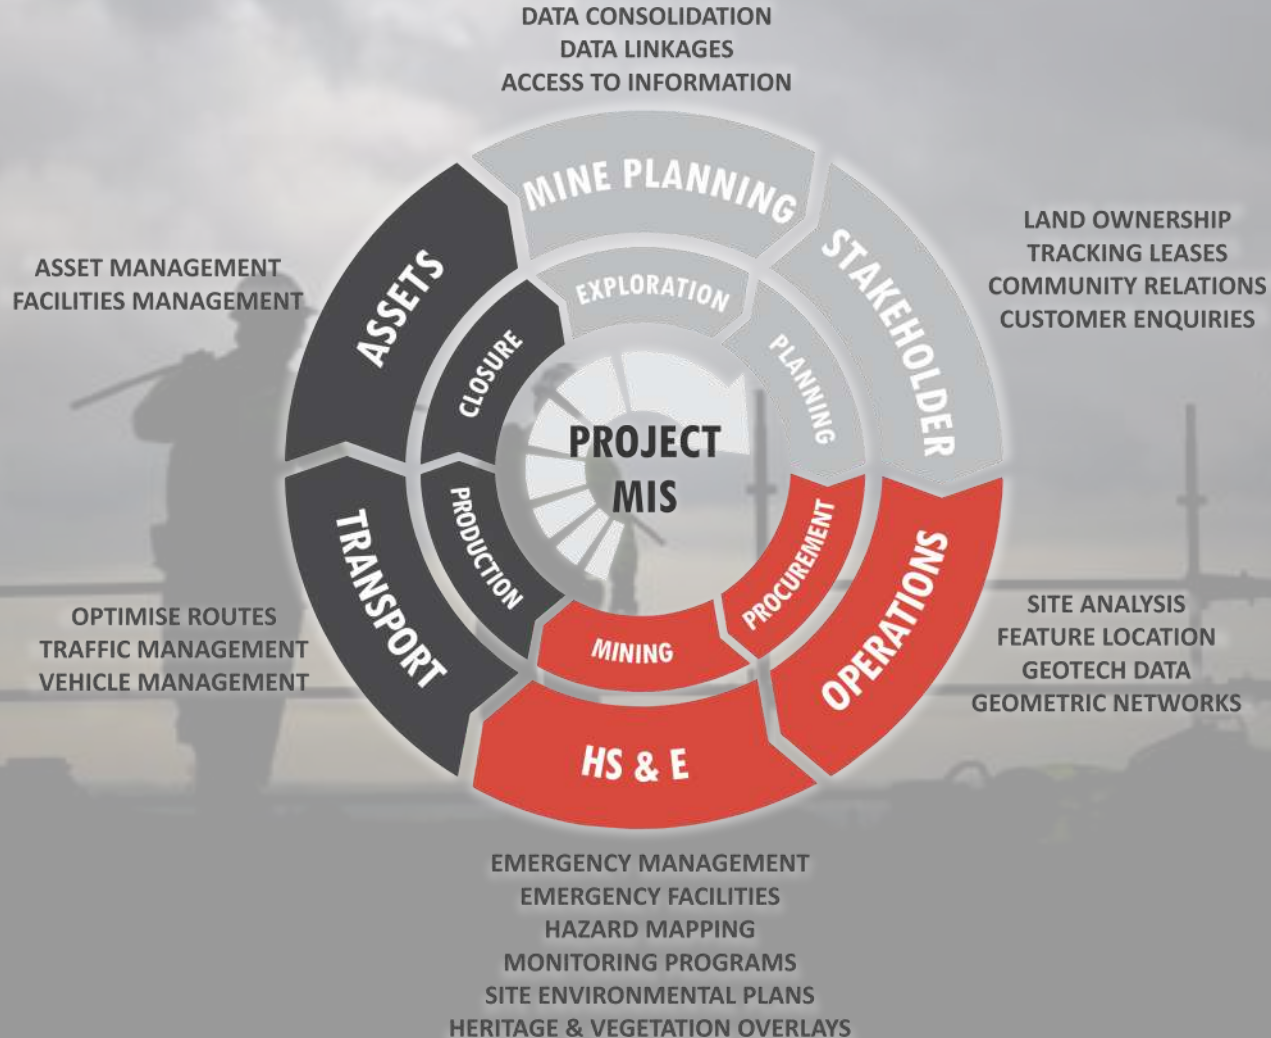 DATA CONSOLIDATION
DATA LINKAGES
ACCESS TO INFORMATION
MINE PLANNING
STAKEHOLDER
LAND OWNERSHIP
TRACKING LEASES
COMMUNITY RELATIONS
CUSTOMER ENQUIRIES
OPERATIONS
SITE ANALYSIS
FEATURE LOCATION
GEOTECH DATA
GEOMETRIC NETWORKS
HS & E
EMERGENCY MANAGEMENT
EMERGENCY FACILITIES
HAZARD MAPPING
MONITORING PROGRAMS
SITE ENVIRONMENTAL PLANS
HERITAGE & VEGETATION OVERLAYS
TRANSPORT
OPTIMISE ROUTES
TRAFFIC MANAGEMENT
VEHICLE MANAGEMENT
ASSETS
ASSET MANAGEMENT
FACILITIES MANAGEMENT
EXPLORATION
PLANNING
PROCUREMENT
MINING
PRODUCTION
CLOSURE
PROJECT
MIS